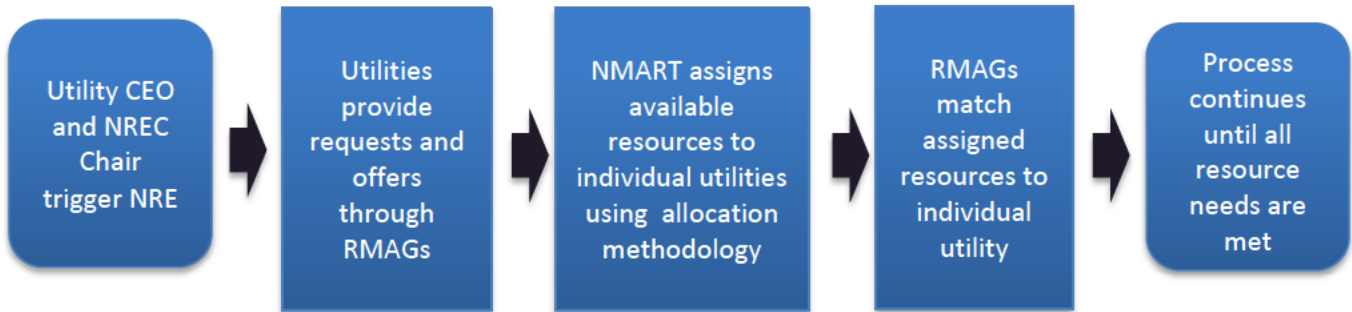 Utility CEO
and NREC
Chair
trigger NRE
Utilities
provide
requests and
offers
through
RMAGs
NMART assigns
available
resources to
individual utilities
using allocation
methodology
RMAGs
match
assigned
resources to
individual
utility
Process
continues
until all
resource
needs are
met